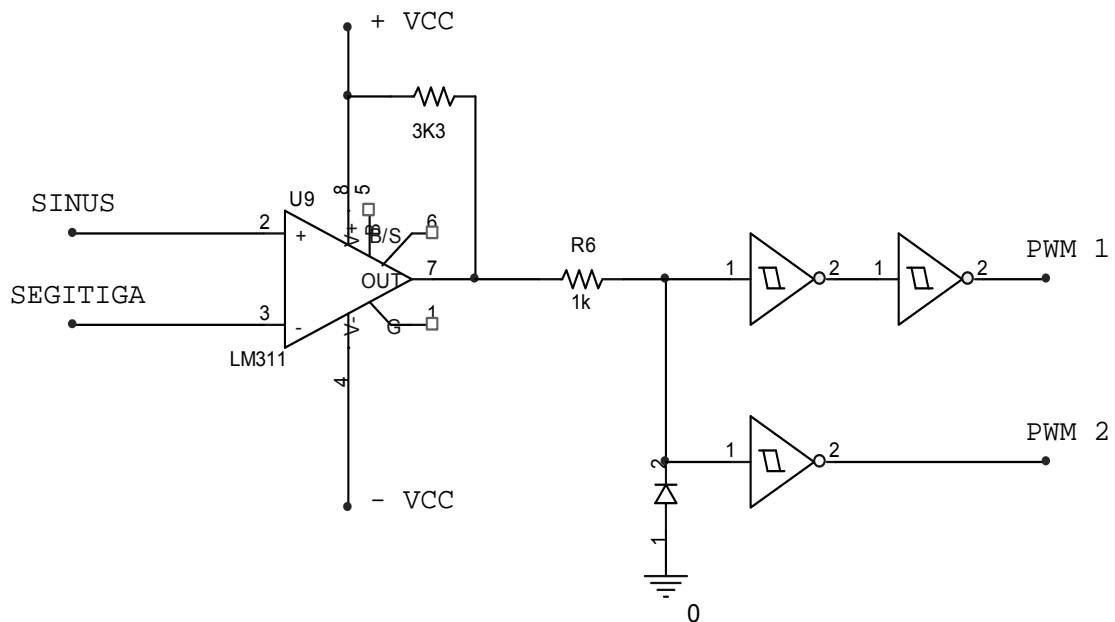 + VCC
3K3
8
5
U9
SINUS
2
+
V+
B
B/S
6
R6
PWM 1
OUT
7
1k
1
2
1
2
SEGITIGA
3
-
V-
G
1
LM311
4
PWM 2
2
1
2
- VCC
1
0